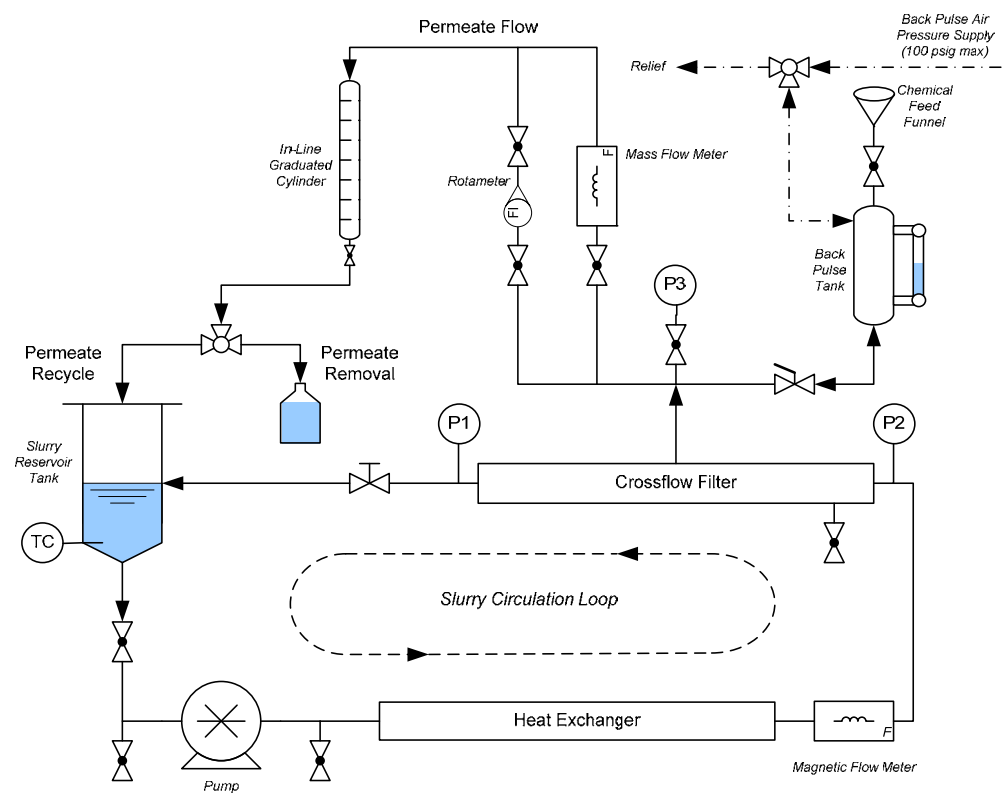 Permeate Flow
Back Pulse Air
Pressure Supply
(100 psig max)
Relief
Chemical
Feed
Funnel
In-Line
Graduated
Cylinder
Rotameter
FI
F
Mass Flow Meter
Back
Pulse
Tank
P3
Permeate
Recycle
Permeate
Removal
P1
P2
Slurry
Reservoir
Tank
Crossflow Filter
TC
Slurry Circulation Loop
Heat Exchanger
F
Pump
Magnetic Flow Meter